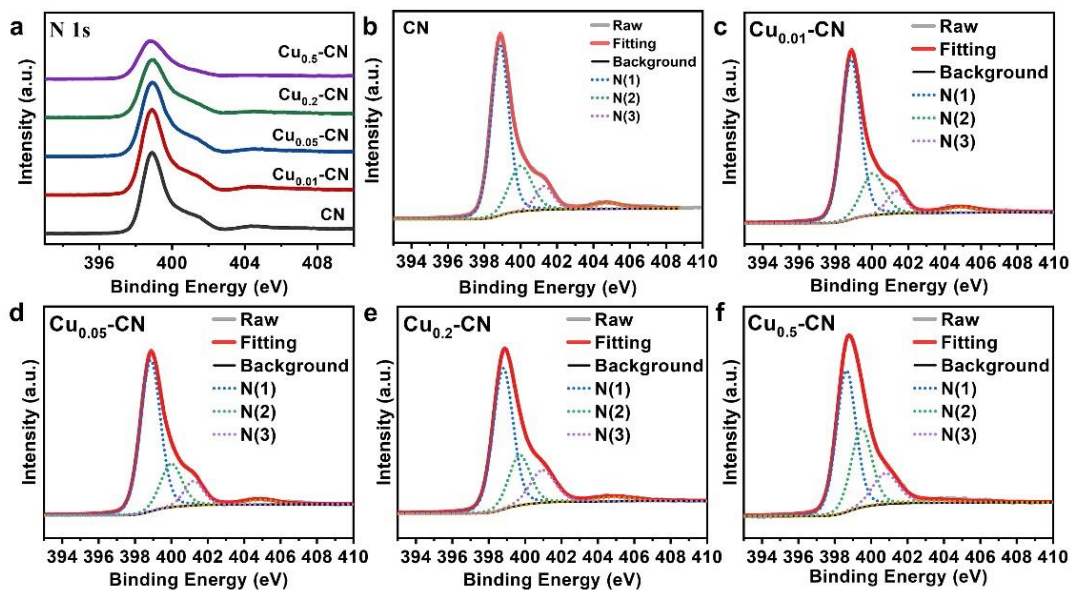 a
N 1s
Cu0.5-CN
Cu0.2-CN
Cu0.05-CN
Cu0.01-CN
CN
Intensity (a.u.)
396 400 404 408
Binding Energy (eV)
b
CN
Raw
Fitting
Background
N(1)
N(2)
N(3)
Intensity (a.u.)
394 396 398 400 402 404 406 408 410
Binding Energy (eV)
c
Cu0.01-CN
Raw
Fitting
Background
N(1)
N(2)
N(3)
Intensity (a.u.)
394 396 398 400 402 404 406 408 410
Binding Energy (eV)
d
Cu0.05-CN
Raw
Fitting
Background
N(1)
N(2)
N(3)
Intensity (a.u.)
394 396 398 400 402 404 406 408 410
Binding Energy (eV)
e
Cu0.2-CN
Raw
Fitting
Background
N(1)
N(2)
N(3)
Intensity (a.u.)
394 396 398 400 402 404 406 408 410
Binding Energy (eV)
f
Cu0.5-CN
Raw
Fitting
Background
N(1)
N(2)
N(3)
Intensity (a.u.)
394 396 398 400 402 404 406 408 410
Binding Energy (eV)